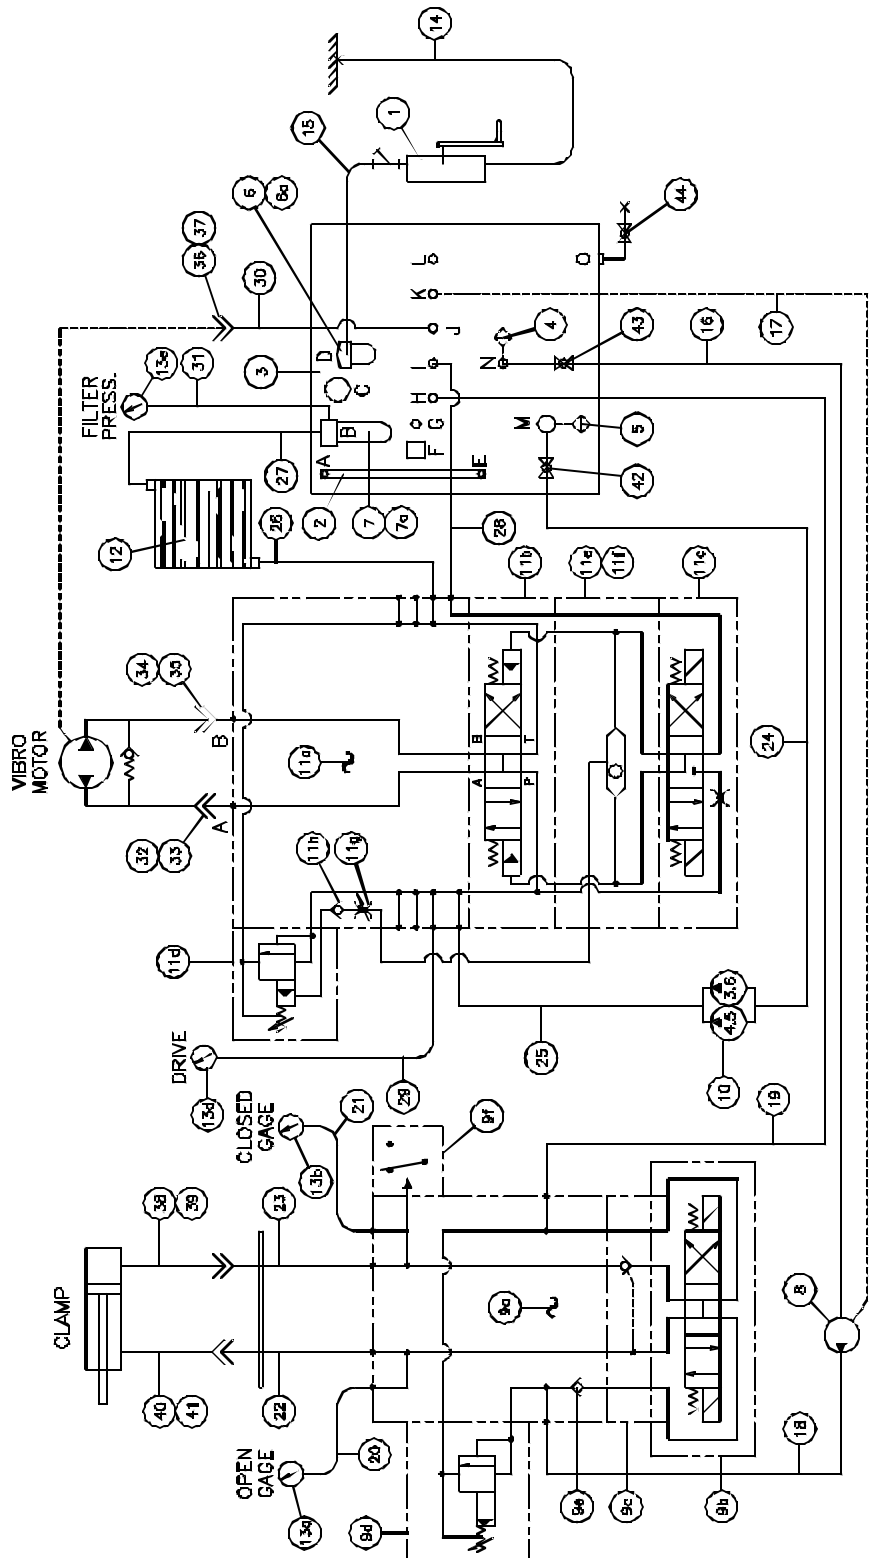 VIBRO
MOTOR
CLAMP
FILTER
PRESS.
12
40
41
38
39
32
33
34
35
13e
31
36
37
DRIVE
11d
13d
A
B
OPEN
GAGE
CLOSED
GAGE
13a
13b
22
23
27
26
30
3
6
6a
15
20
21
11a
11h
11g
2
7
7a
A
B
C
D
14
1
9d
29
9f
F
G
H
I
J
K
L
E
9a
28
A
B
P
T
M
N
4
5
25
11b
9e
11e
11f
O
9c
42
43
44
9b
10
4.5
3.6
11c
16
24
19
17
18
8